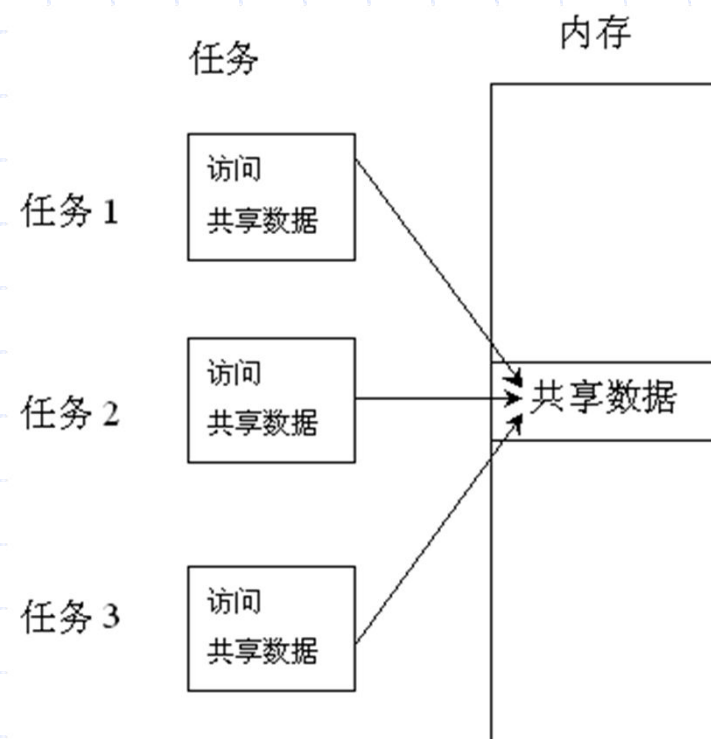 任务
内存
任务 1
访问
共享数据
任务 2
访问
共享数据
共享数据
任务 3
访问
共享数据